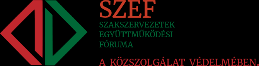 SZEF
SZAKSZERVEZETEK
EGYÜTTMŰKÖDÉSI
FÓRUMA
A KÖZSZOLGÁLAT VÉDELMÉBEN.